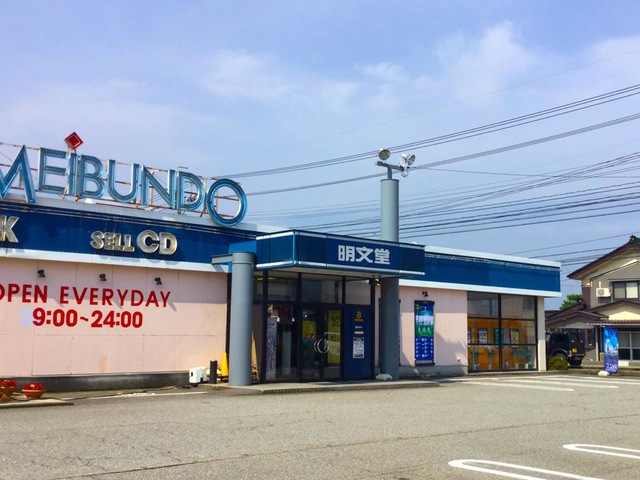 MEIBUNDO
K
SELL CD
明文堂
OPEN EVERYDAY
9:00~24:00